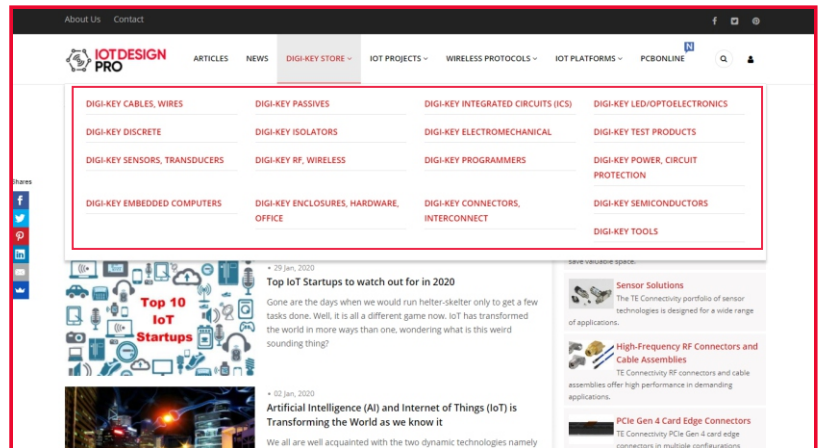 About Us Contact
IOTDESIGN
PRO
ARTICLES NEWS DIGI-KEY STORE IOT PROJECTS WIRELESS PROTOCOLS IOT PLATFORMS PCBONLINE
N
DIGI-KEY CABLES, WIRES DIGI-KEY PASSIVES DIGI-KEY INTEGRATED CIRCUITS (ICS) DIGI-KEY LED/OPTOELECTRONICS
DIGI-KEY DISCRETE DIGI-KEY ISOLATORS DIGI-KEY ELECTROMECHANICAL DIGI-KEY TEST PRODUCTS
DIGI-KEY SENSORS, TRANSDUCERS DIGI-KEY RF, WIRELESS DIGI-KEY PROGRAMMERS DIGI-KEY POWER, CIRCUIT
PROTECTION
DIGI-KEY EMBEDDED COMPUTERS DIGI-KEY ENCLOSURES, HARDWARE,
OFFICE
DIGI-KEY CONNECTORS,
INTERCONNECT
DIGI-KEY SEMICONDUCTORS
DIGI-KEY TOOLS
Shares
Top 10
IoT
Startups
29 Jan, 2020
Top IoT Startups to watch out for in 2020
Gone are the days when we would run helter-skelter only to get a few
tasks done. Well, it is all a different game now. IoT has transformed
the world in more ways than one, wondering what is this weird
sounding thing?
02 Jan, 2020
Artificial Intelligence (AI) and Internet of Things (IoT) is
Transforming the World as we know it
We all are well acquainted with the two dynamic technologies namely
save valuable space.
Sensor Solutions
The TE Connectivity portfolio of sensor
technologies is designed for a wide range
of applications.
High-Frequency RF Connectors and
Cable Assemblies
TE Connectivity RF connectors and cable
assemblies offer high performance in demanding
applications.
PCIe Gen 4 Card Edge Connectors
TE Connectivity PCIe Gen 4 card edge
connectors in multiple configurations